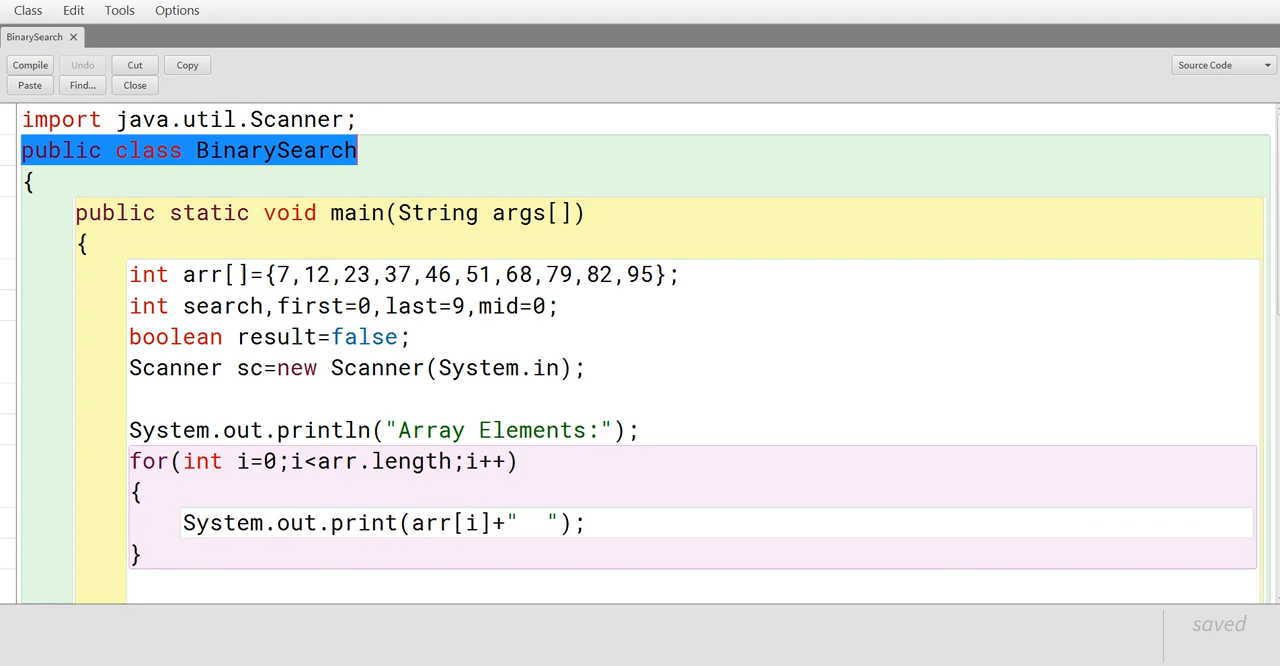 Class Edit Tools Options
BinarySearch ×
Compile Undo Cut Copy Source Code
Paste Find... Close
import java.util.Scanner;
public class BinarySearch
{
public static void main(String args[])
{
int arr[]={7,12,23,37,46,51,68,79,82,95};
int search,first=0,last=9,mid=0;
boolean result=false;
Scanner sc=new Scanner(System.in);
System.out.println("Array Elements:");
for(int i=0;i<arr.length;i++)
{
System.out.print(arr[i]+"  ");
}
saved